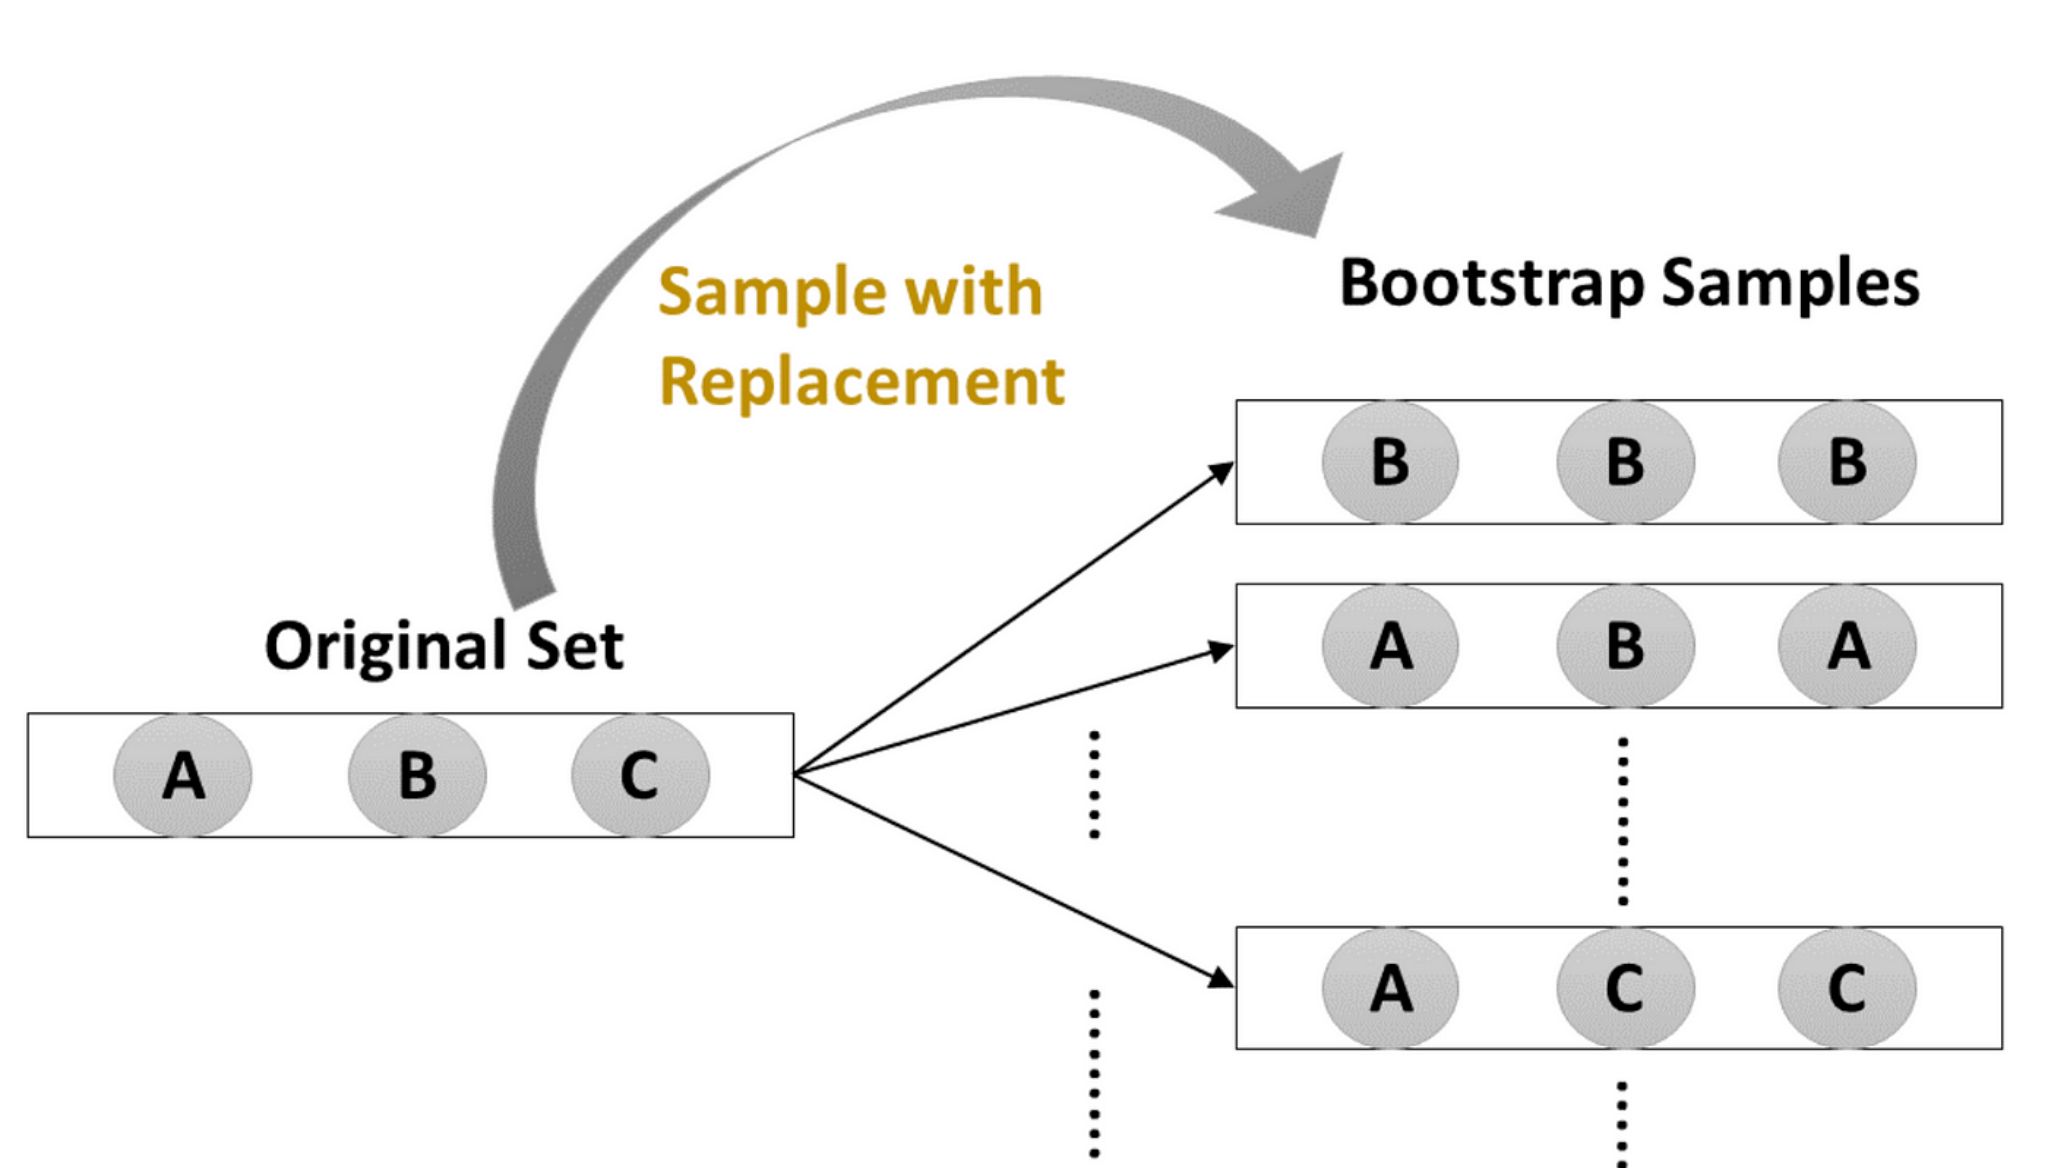 Sample with
Replacement
Bootstrap Samples
B B B
A B A
Original Set
A B C
A C C